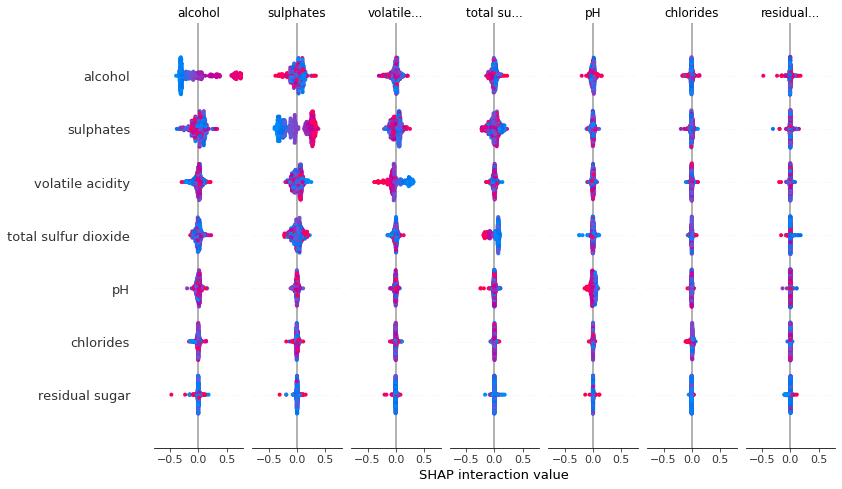 alcohol sulphates volatile... total su... pH chlorides residual...
alcohol
sulphates
volatile acidity
total sulfur dioxide
pH
chlorides
residual sugar
−0.5 0.0 0.5 −0.5 0.0 0.5 −0.5 0.0 0.5 −0.5 0.0 0.5 −0.5 0.0 0.5 −0.5 0.0 0.5 −0.5 0.0 0.5
SHAP interaction value